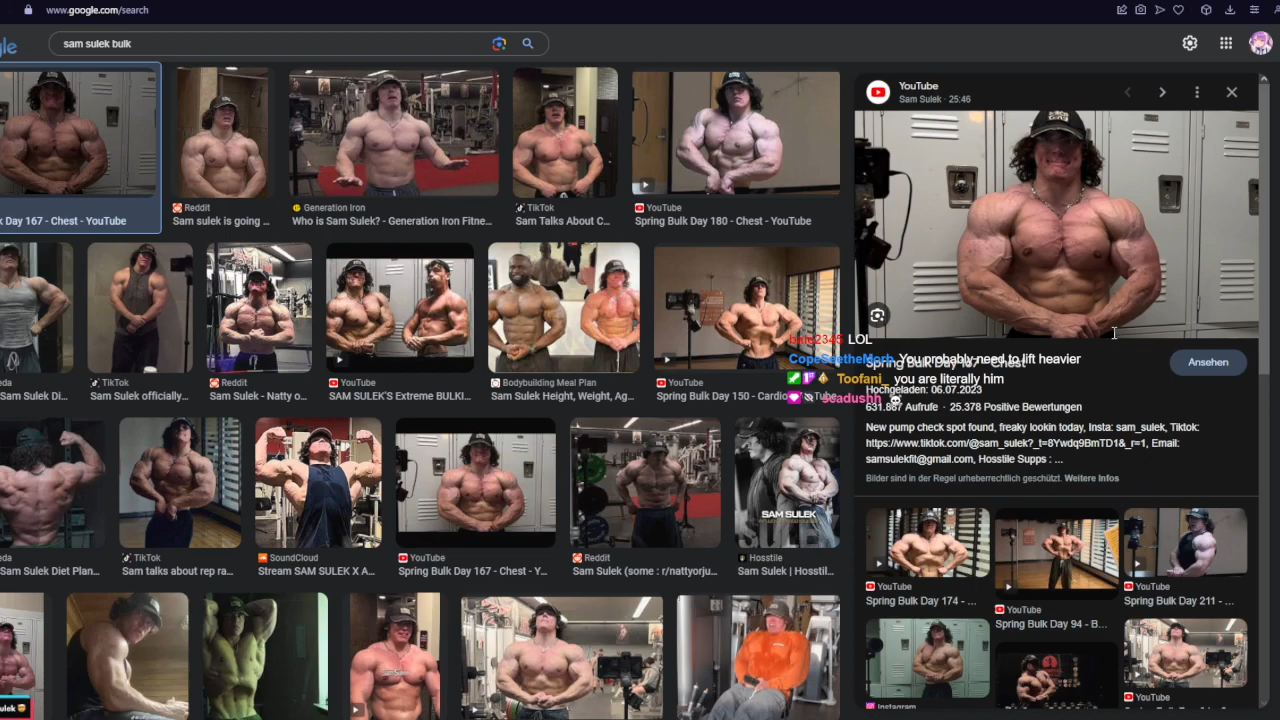 www.google.com/search
gle
sam sulek bulk
YouTube
Sam Sulek · 25:46
k Day 167 - Chest - YouTube
Reddit
Sam sulek is going ...
Generation Iron
Who is Sam Sulek? - Generation Iron Fitne...
TikTok
Sam Talks About C...
YouTube
Spring Bulk Day 180 - Chest - YouTube
eda
Sam Sulek Di...
TikTok
Sam Sulek officially...
Reddit
Sam Sulek - Natty o...
YouTube
SAM SULEK'S Extreme BULKI...
Bodybuilding Meal Plan
Sam Sulek Height, Weight, Ag...
YouTube
Spring Bulk Day 150 - Cardio
YouTube
LOL
CopeSeetheMorb You probably need to lift heavier
Toofani_ you are literally him
scadushh
Spring Bulk Day 167 - Chest
Ansehen
Hochgeladen: 06.07.2023
631.887 Aufrufe · 25.378 Positive Bewertungen
New pump check spot found, freaky lookin today, Insta: sam_sulek, Tiktok:
https://www.tiktok.com/@sam_sulek?_t=8Ywdq9BmTD1&_r=1, Email:
samsulekfit@gmail.com, Hosstile Supps : ...
Bilder sind in der Regel urheberrechtlich geschützt. Weitere Infos
eda
Sam Sulek Diet Plan...
TikTok
Sam talks about rep ra...
SoundCloud
Stream SAM SULEK X A...
YouTube
Spring Bulk Day 167 - Chest - Y...
Reddit
Sam Sulek (some : r/nattyorju...
SAM SULEK
SULEK
Hosstile
Sam Sulek | Hosstil...
YouTube
Spring Bulk Day 174 - ...
YouTube
Spring Bulk Day 94 - B...
YouTube
Spring Bulk Day 211 - ...
Instagram
YouTube
ulek